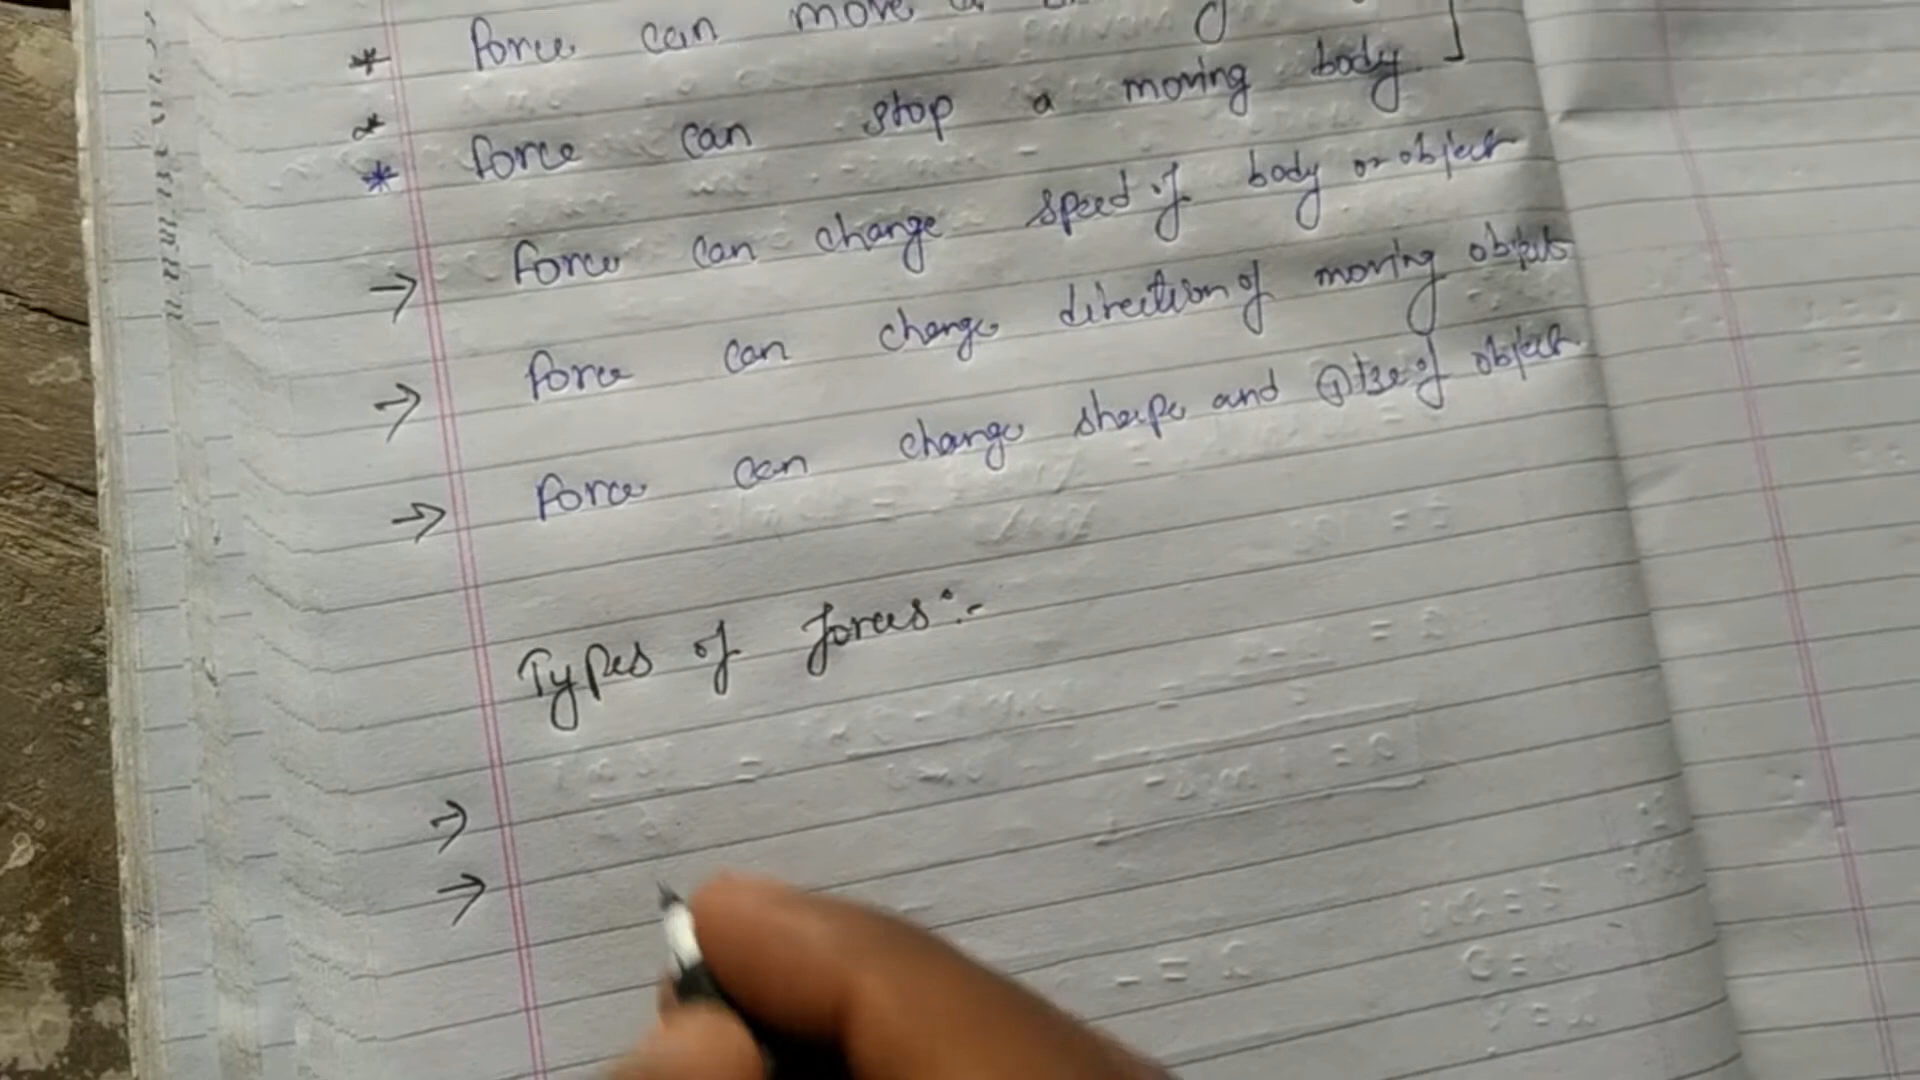 * Force can move a
* Force can stop a moving body ]
→ Force can change speed of body or object
→ Force can change direction of moving objects
→ Force can change shape and size of object
Types of forces :-
→
→